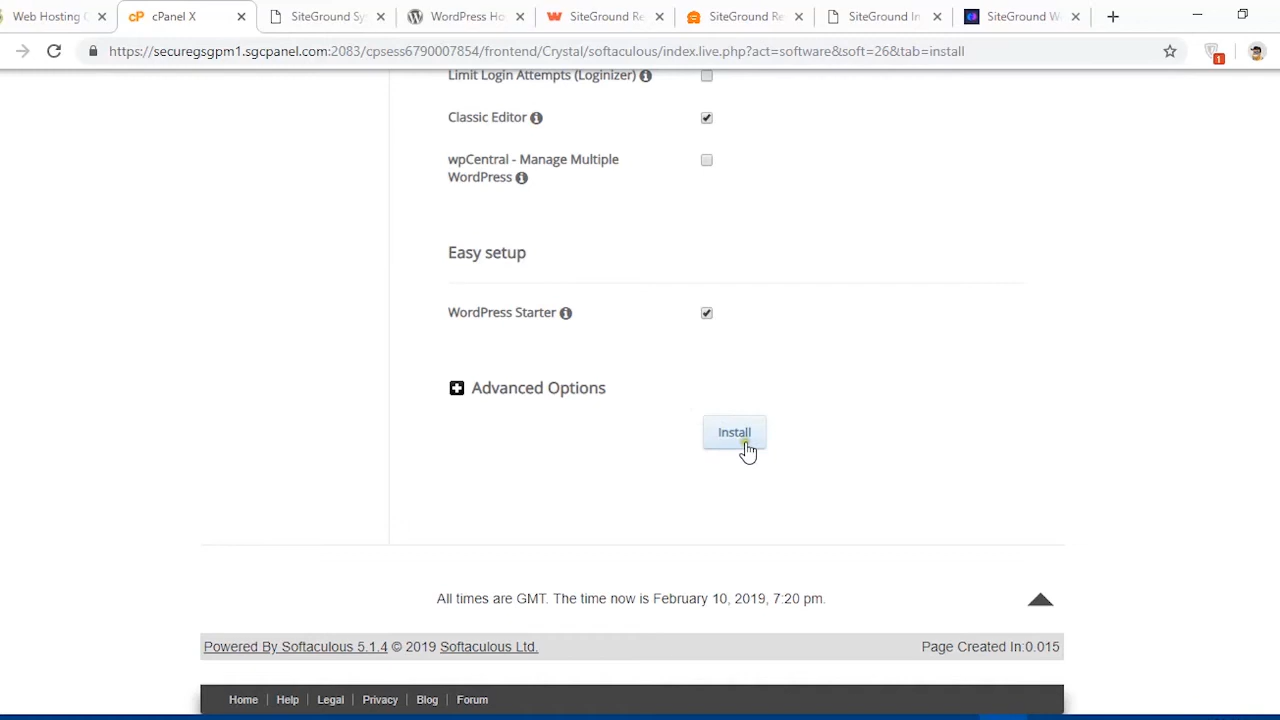 Web Hosting C
cPanel X
SiteGround Sy
WordPress Ho
SiteGround Re
SiteGround Re
SiteGround In
SiteGround W
https://securegsgpm1.sgcpanel.com:2083/cpsess6790007854/frontend/Crystal/softaculous/index.live.php?act=software&soft=26&tab=install
1
Limit Login Attempts (Loginizer)
Classic Editor
wpCentral - Manage Multiple
WordPress
Easy setup
WordPress Starter
Advanced Options
Install
All times are GMT. The time now is February 10, 2019, 7:20 pm.
Powered By Softaculous 5.1.4 © 2019 Softaculous Ltd.
Page Created In:0.015
Home | Help | Legal | Privacy | Blog | Forum